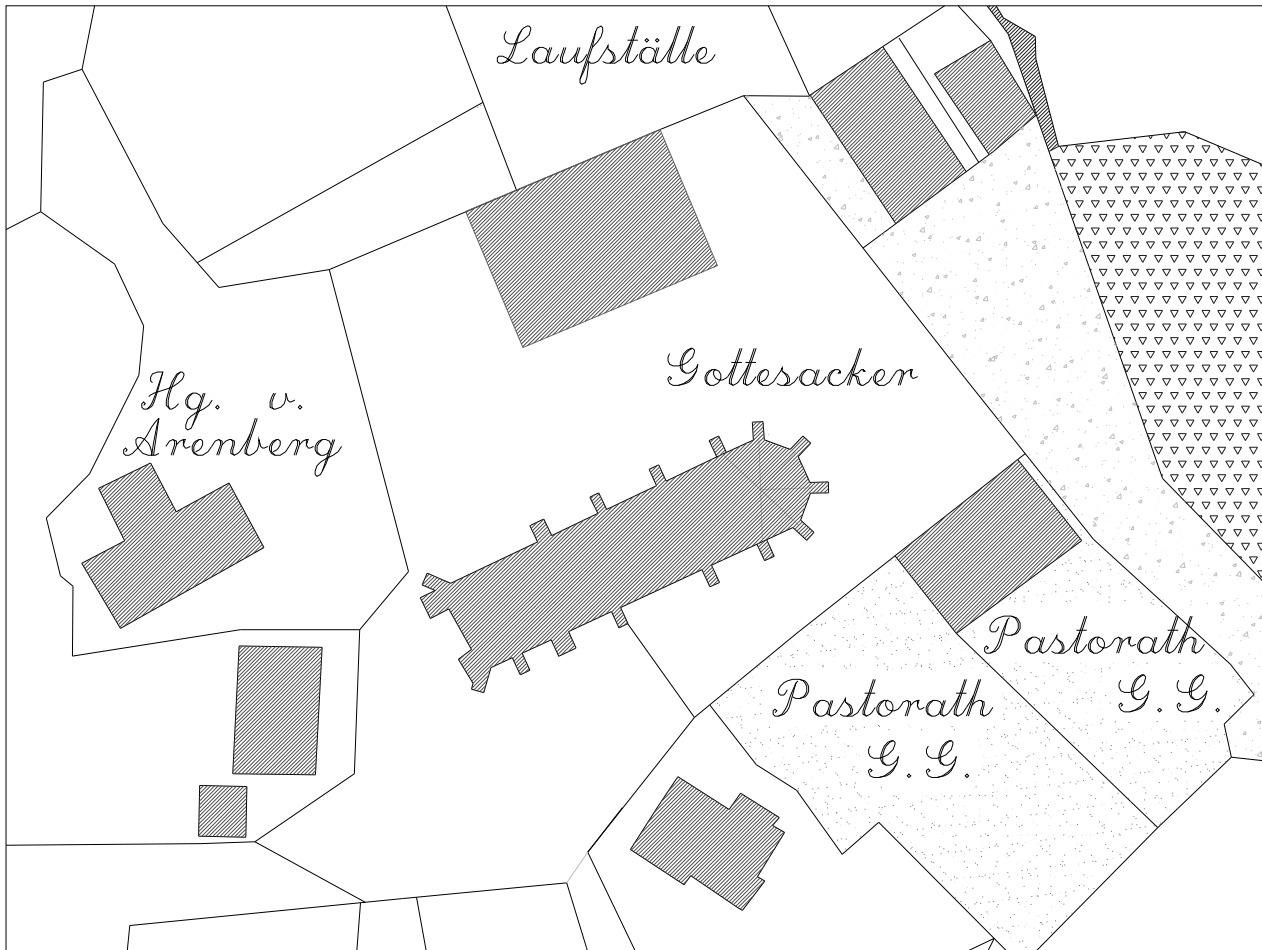 Laufställe
Gottesacker
Hg. v.
Arenberg
Pastorath
G. G.
Pastorath
G. G.